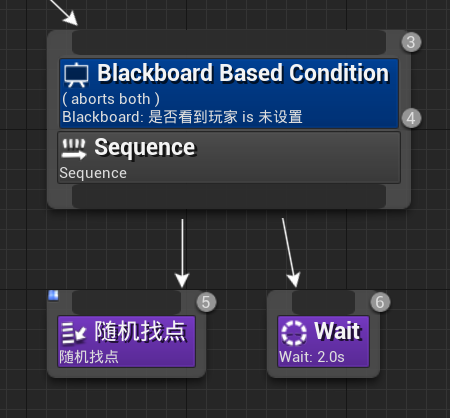 3
Blackboard Based Condition
( aborts both )
Blackboard: 是否看到玩家 is 未设置
4
Sequence
Sequence
5
随机找点
随机找点
6
Wait
Wait: 2.0s